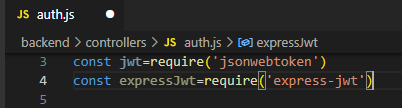 JS auth.js
backend > controllers > JS auth.js > expressJwt
3 const jwt=require('jsonwebtoken')
4 const expressJwt=require('express-jwt')
5